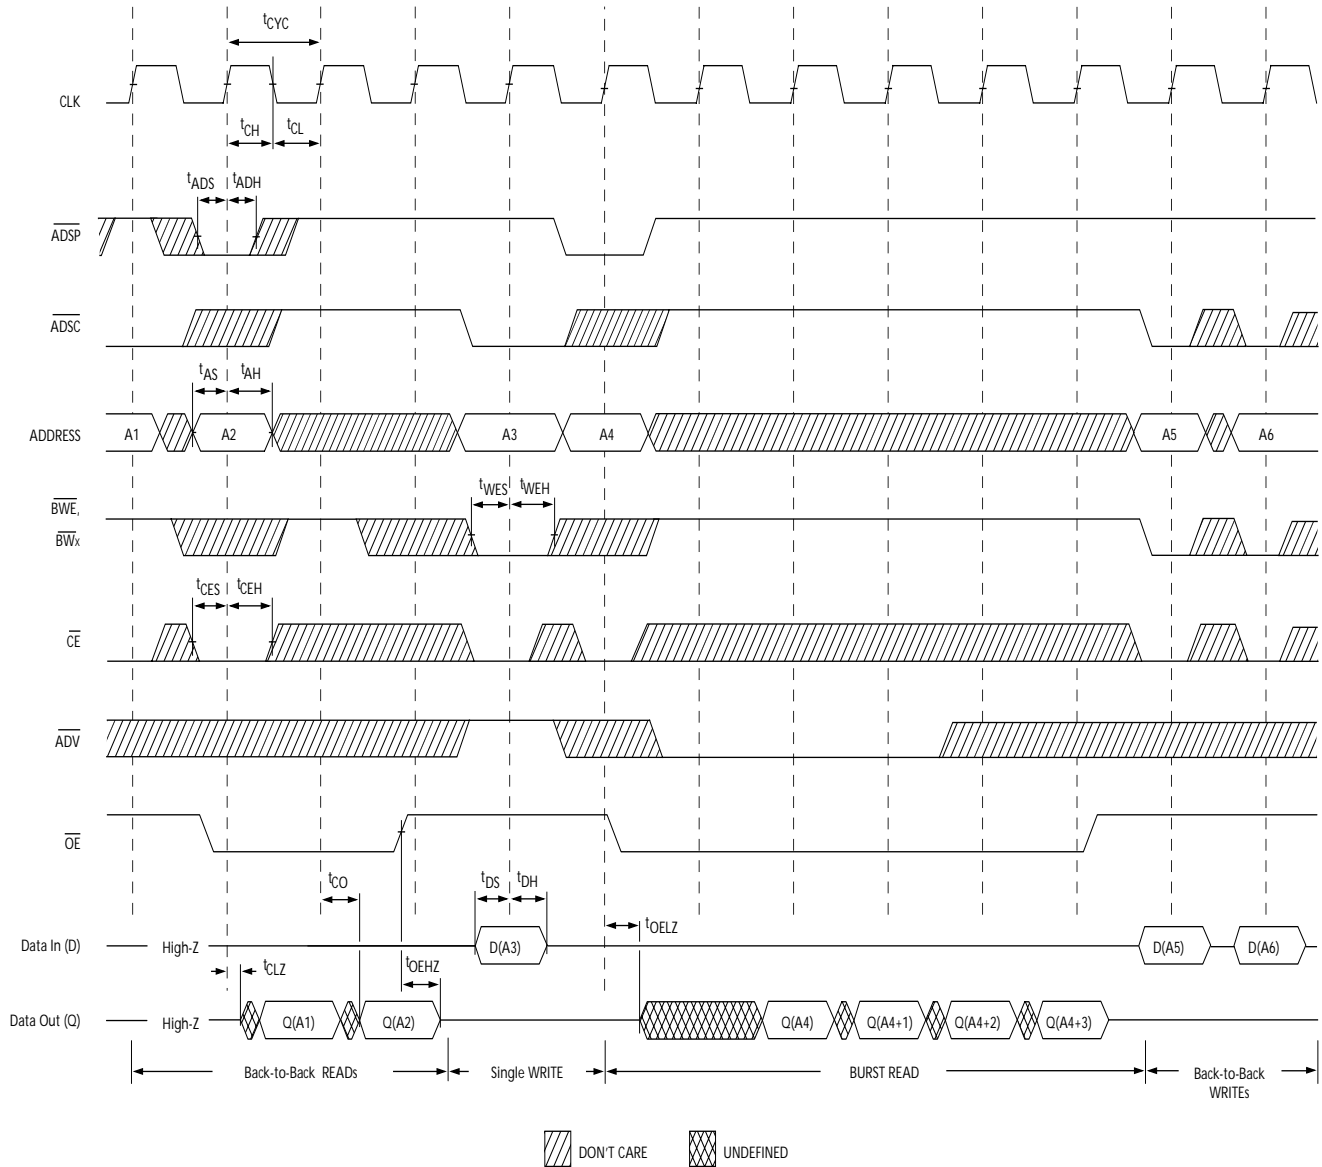 tCYC
CLK
tCH
tCL
tADS
tADH
ADSP
ADSC
tAS
tAH
ADDRESS
A1
A2
A3
A4
A5
A6
BWE,
tWES
tWEH
BWx
tCES
tCEH
CE
ADV
OE
tCO
tDS
tDH
tOELZ
Data In (D)
High-Z
D(A3)
D(A5)
D(A6)
tCLZ
tOEHZ
Data Out (Q)
High-Z
Q(A1)
Q(A2)
Q(A4)
Q(A4+1)
Q(A4+2)
Q(A4+3)
Back-to-Back READs
Single WRITE
BURST READ
Back-to-Back
WRITEs
DON'T CARE
UNDEFINED